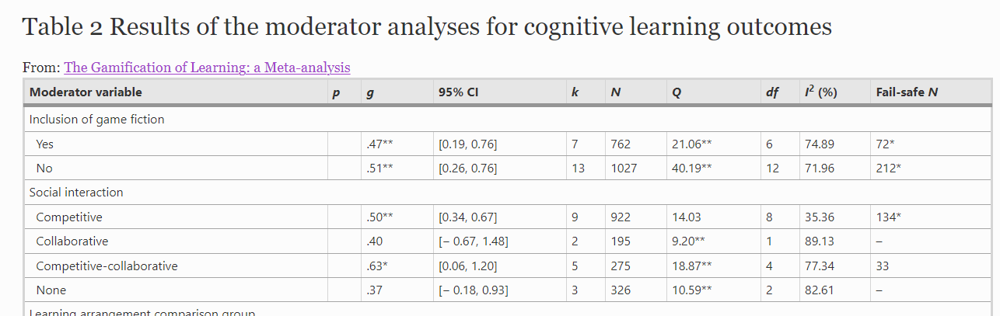 Table 2 Results of the moderator analyses for cognitive learning outcomes
From: The Gamification of Learning: a Meta-analysis
Moderator variable p g 95% CI k N Q df I² (%) Fail-safe N
Inclusion of game fiction
Yes .47** [0.19, 0.76] 7 762 21.06** 6 74.89 72*
No .51** [0.26, 0.76] 13 1027 40.19** 12 71.96 212*
Social interaction
Competitive .50** [0.34, 0.67] 9 922 14.03 8 35.36 134*
Collaborative .40 [− 0.67, 1.48] 2 195 9.20** 1 89.13 –
Competitive-collaborative .63* [0.06, 1.20] 5 275 18.87** 4 77.34 33
None .37 [− 0.18, 0.93] 3 326 10.59** 2 82.61 –
Learning arrangement comparison group